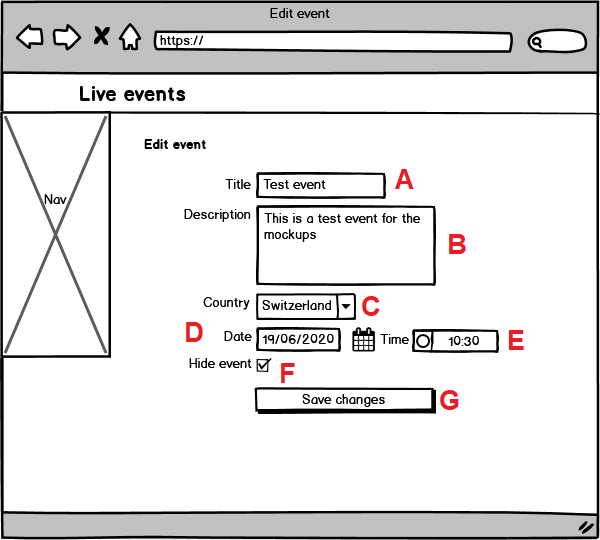 Edit event
https://
Live events
Nav
Edit event
Title Test event A
Description This is a test event for the
mockups
B
Country Switzerland C
D Date 19/06/2020 Time 10:30 E
Hide event F
Save changes G